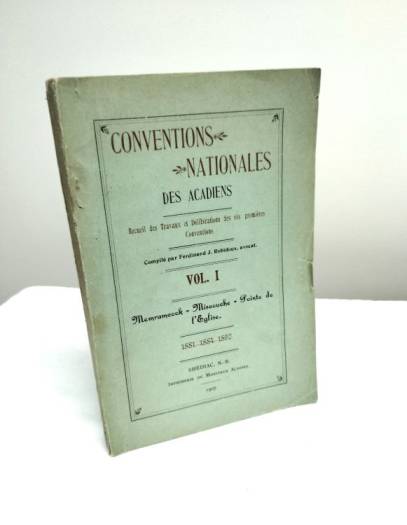 CONVENTIONS
NATIONALES
DES ACADIENS
Recueil des Travaux et Délibérations des six premières
Conventions
Compilé par Ferdinand J. Robidoux, avocat.
VOL. I
Memramcook - Miscouche - Pointe de
l'Eglise.
1881. 1884. 1890
SHEDIAC, N.-B.
Imprimerie du Moniteur Acadien.
1907